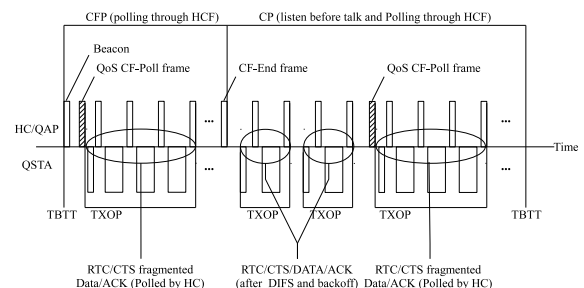 CFP (polling through HCF)
CP (listen before talk and Polling through HCF)
Beacon
QoS CF-Poll frame
CF-End frame
QoS CF-Poll frame
HC/QAP
...
...
Time
QSTA
...
...
TBTT
TXOP
TXOP
TXOP
TXOP
TBTT
RTC/CTS fragmented
Data/ACK (Polled by HC)
RTC/CTS/DATA/ACK
(after DIFS and backoff)
RTC/CTS fragmented
Data/ACK (Polled by HC)